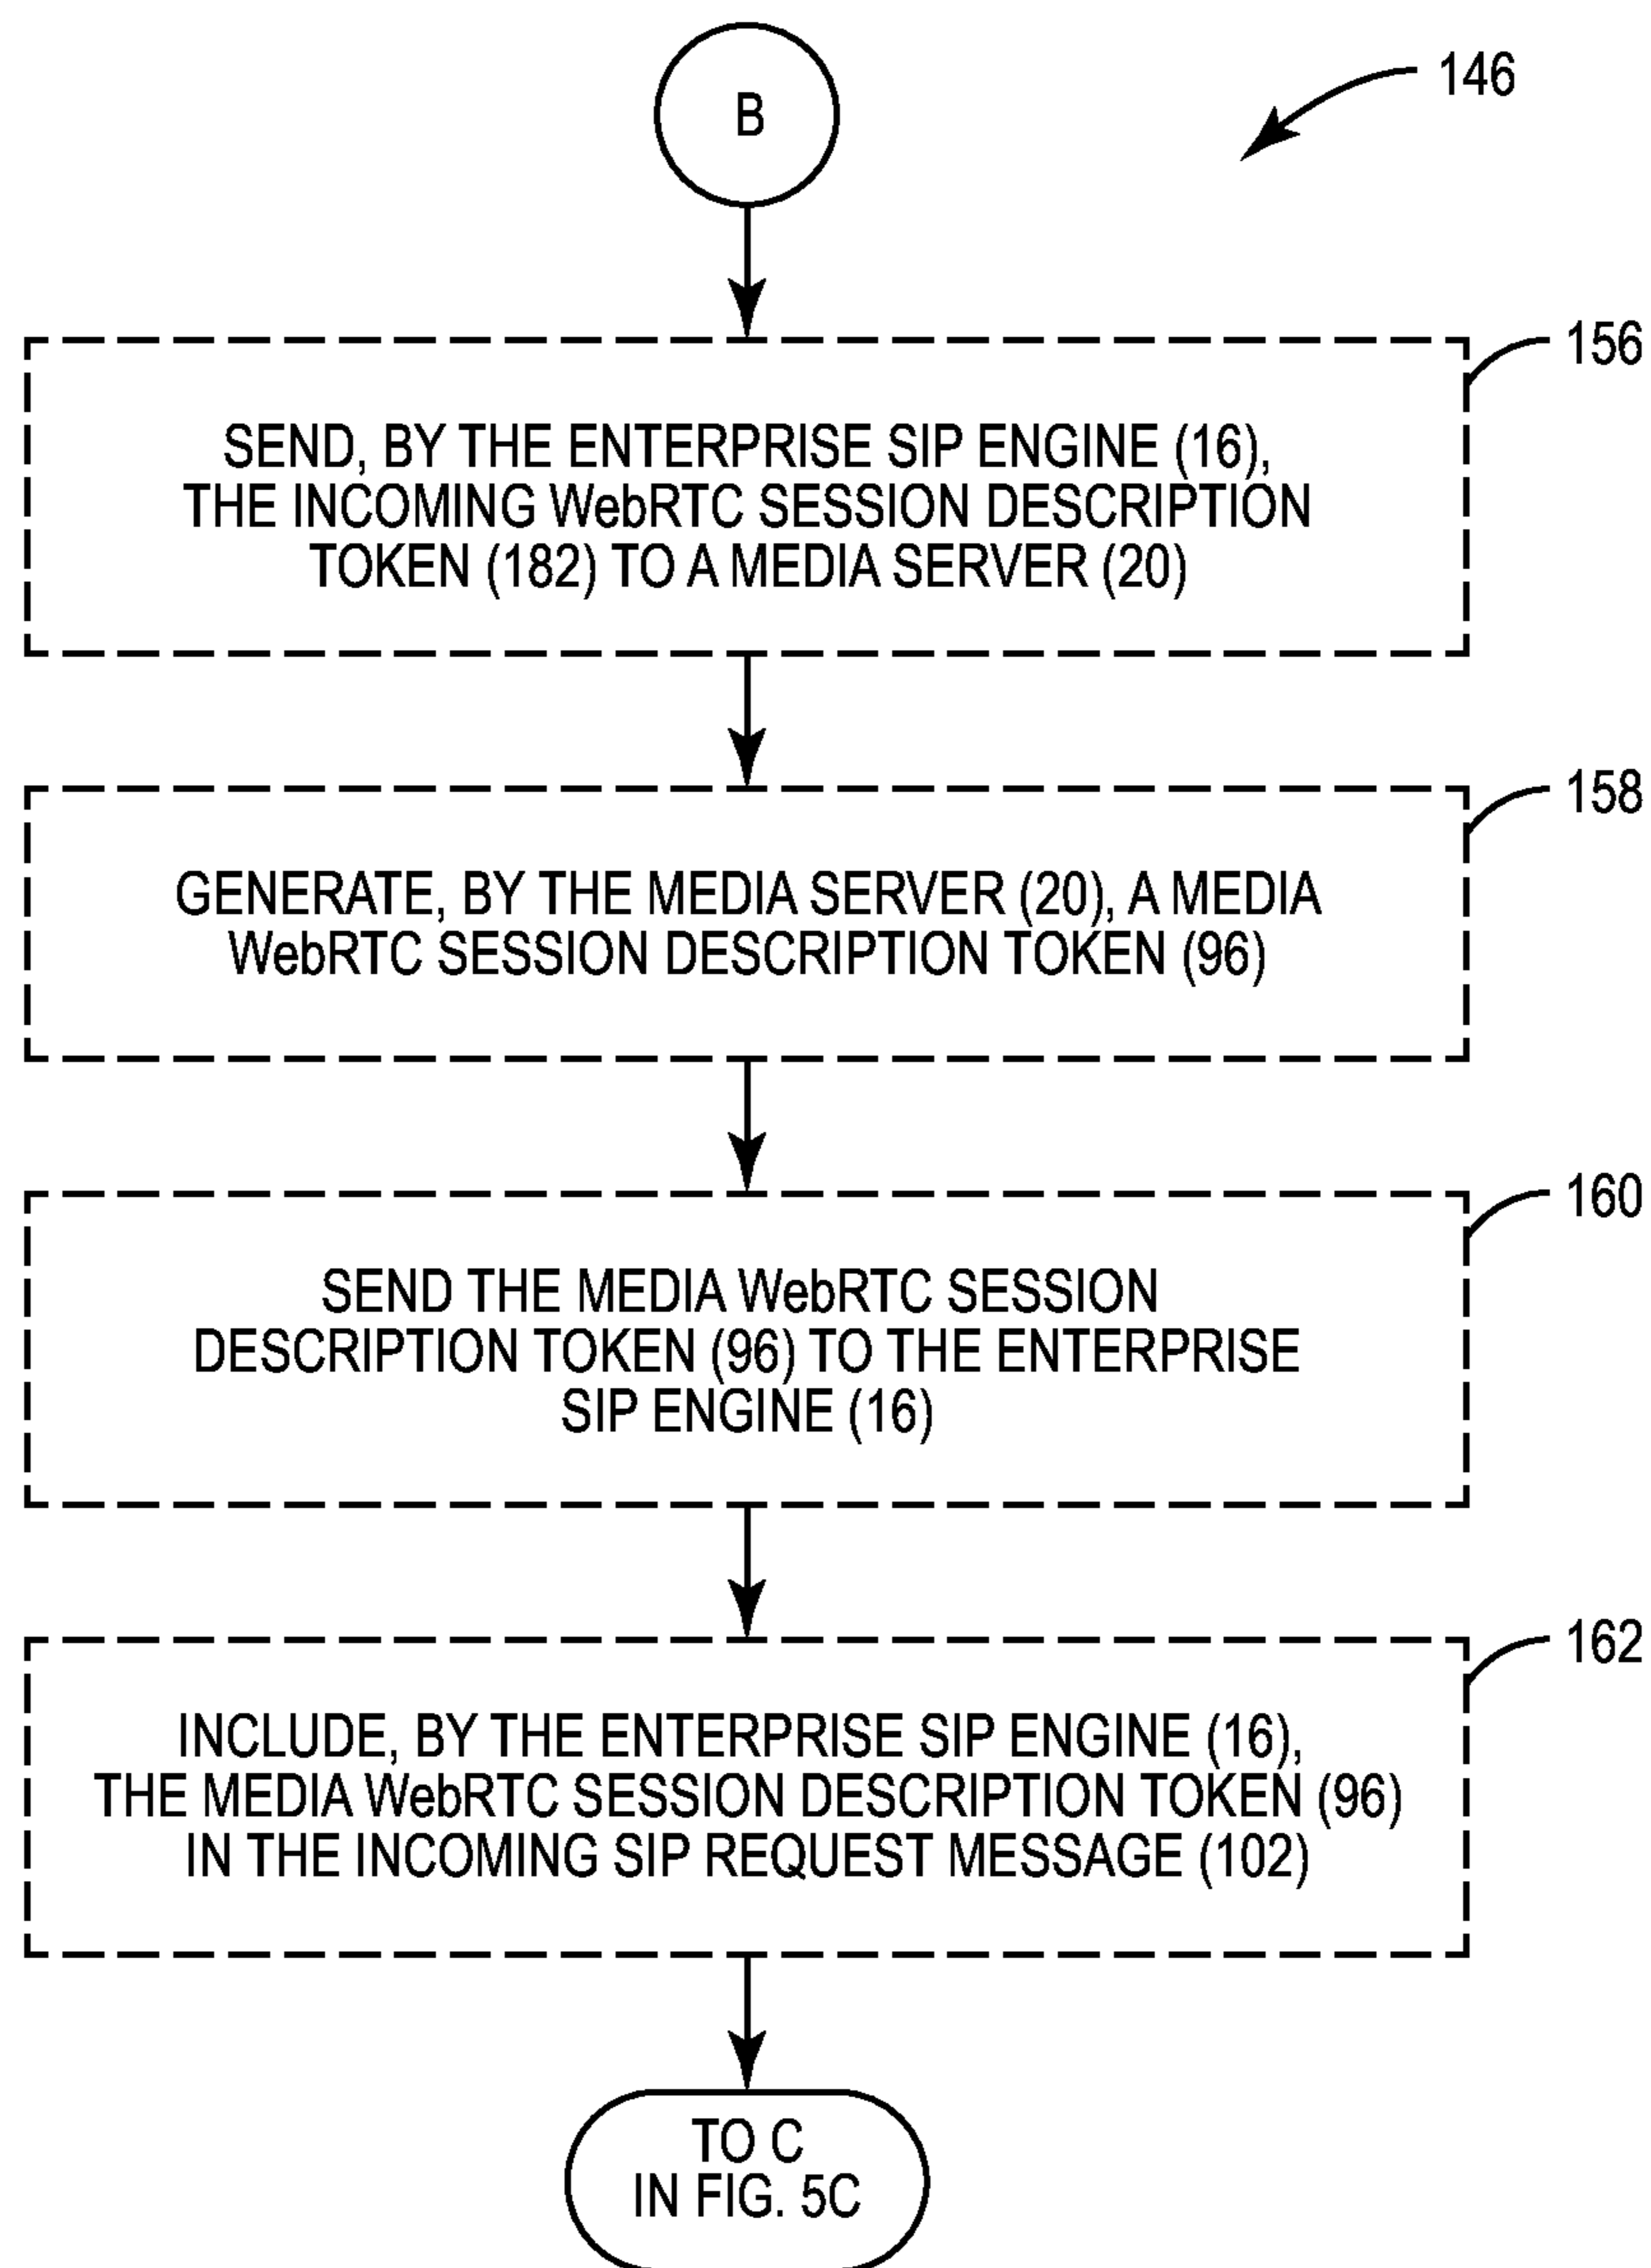 B
146
156
SEND, BY THE ENTERPRISE SIP ENGINE (16),
THE INCOMING WebRTC SESSION DESCRIPTION
TOKEN (182) TO A MEDIA SERVER (20)
158
GENERATE, BY THE MEDIA SERVER (20), A MEDIA
WebRTC SESSION DESCRIPTION TOKEN (96)
160
SEND THE MEDIA WebRTC SESSION
DESCRIPTION TOKEN (96) TO THE ENTERPRISE
SIP ENGINE (16)
162
INCLUDE, BY THE ENTERPRISE SIP ENGINE (16),
THE MEDIA WebRTC SESSION DESCRIPTION TOKEN (96)
IN THE INCOMING SIP REQUEST MESSAGE (102)
TO C
IN FIG. 5C